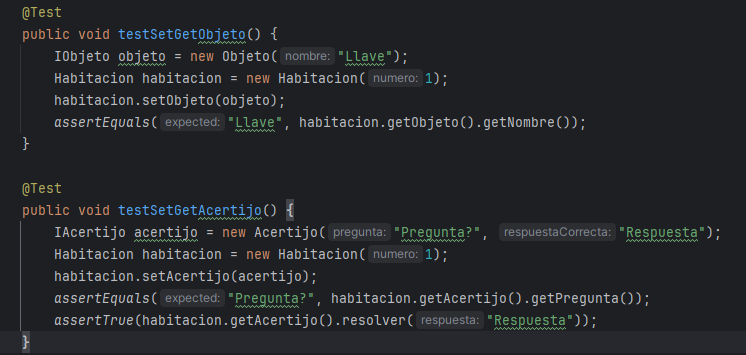 @Test
public void testSetGetObjeto() {
IObjeto objeto = new Objeto( nombre: "Llave");
Habitacion habitacion = new Habitacion( numero: 1);
habitacion.setObjeto(objeto);
assertEquals( expected: "Llave", habitacion.getObjeto().getNombre());
}
@Test
public void testSetGetAcertijo() {
IAcertijo acertijo = new Acertijo( pregunta: "Pregunta?", respuestaCorrecta: "Respuesta");
Habitacion habitacion = new Habitacion( numero: 1);
habitacion.setAcertijo(acertijo);
assertEquals( expected: "Pregunta?", habitacion.getAcertijo().getPregunta());
assertTrue(habitacion.getAcertijo().resolver( respuesta: "Respuesta"));
}